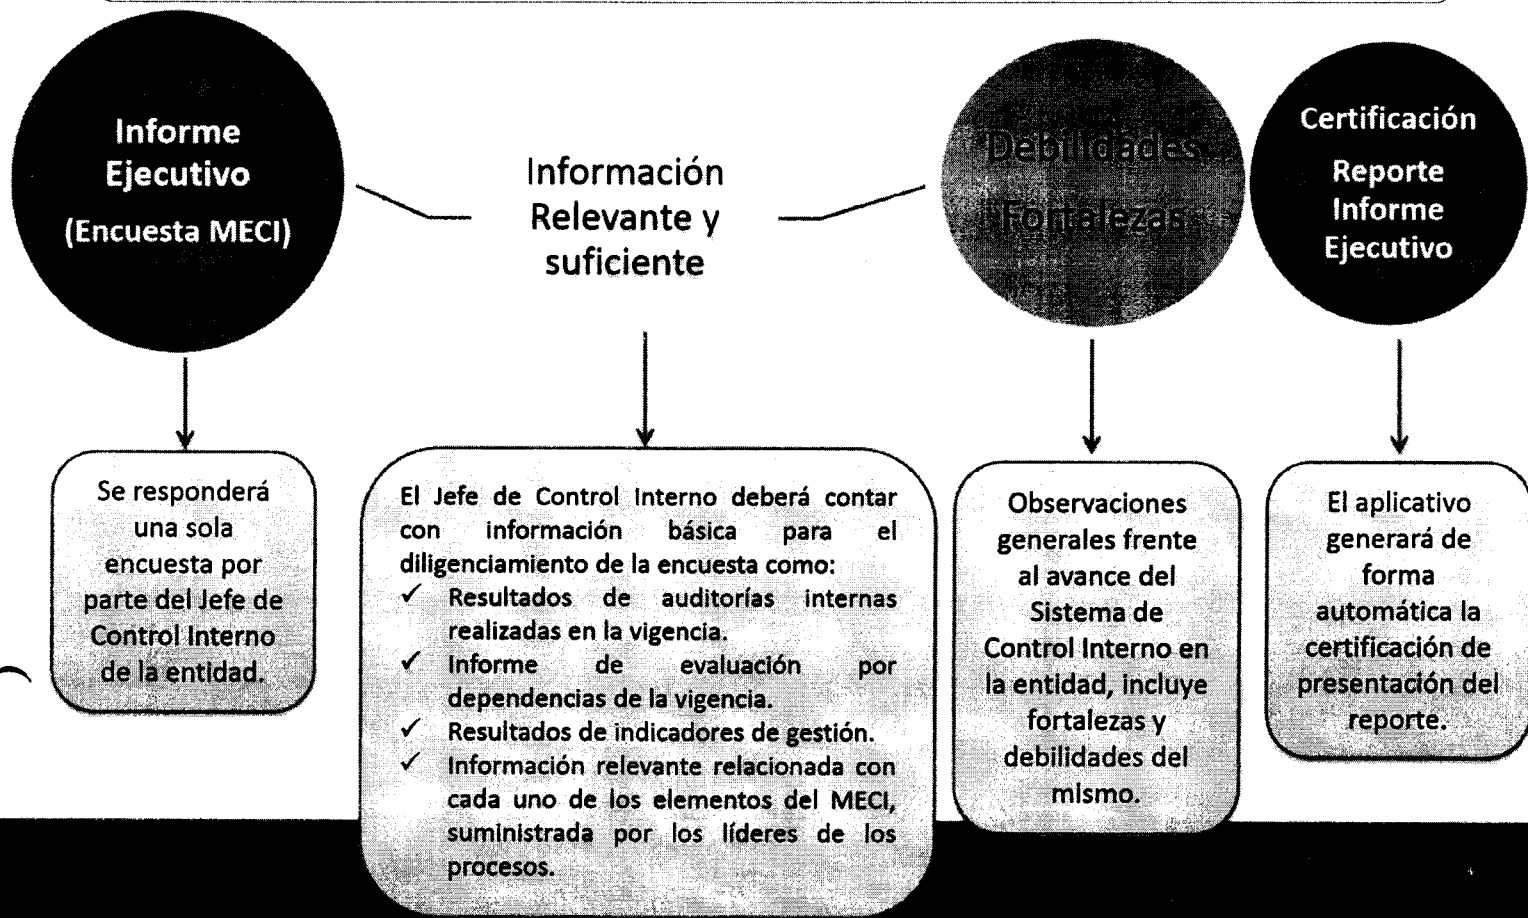 Informe
Ejecutivo
(Encuesta MECI)
Información
Relevante y
suficiente
Debilidades
Fortalezas
Certificación
Reporte
Informe
Ejecutivo
Se responderá
una sola
encuesta por
parte del Jefe de
Control Interno
de la entidad.
El Jefe de Control Interno deberá contar
con información básica para el
diligenciamiento de la encuesta como:
✓ Resultados de auditorías internas
realizadas en la vigencia.
✓ Informe de evaluación por
dependencias de la vigencia.
✓ Resultados de indicadores de gestión.
✓ Información relevante relacionada con
cada uno de los elementos del MECI,
suministrada por los líderes de los
procesos.
Observaciones
generales frente
al avance del
Sistema de
Control Interno en
la entidad, incluye
fortalezas y
debilidades del
mismo.
El aplicativo
generará de
forma
automática la
certificación de
presentación del
reporte.